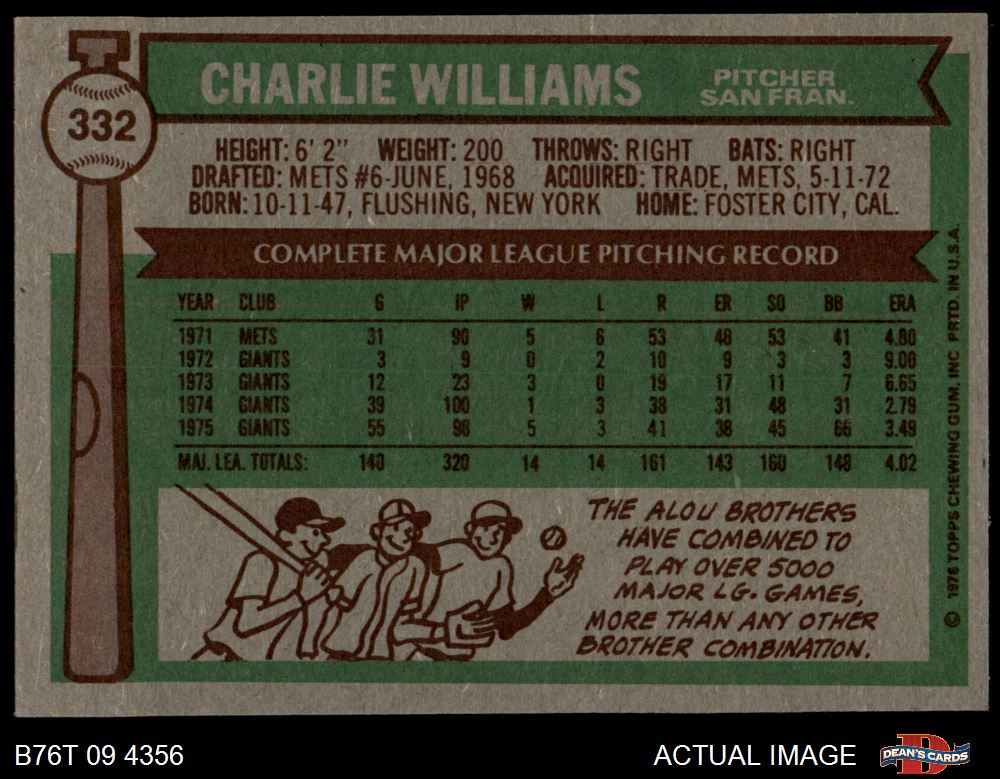 332
CHARLIE WILLIAMS
PITCHER
SAN FRAN.
HEIGHT: 6' 2" WEIGHT: 200 THROWS: RIGHT BATS: RIGHT
DRAFTED: METS #6-JUNE, 1968 ACQUIRED: TRADE, METS, 5-11-72
BORN: 10-11-47, FLUSHING, NEW YORK HOME: FOSTER CITY, CAL.
COMPLETE MAJOR LEAGUE PITCHING RECORD
YEAR CLUB G IP W L R ER SO BB ERA
1971 METS 31 90 5 6 53 48 53 41 4.80
1972 GIANTS 3 9 0 2 10 9 3 3 9.00
1973 GIANTS 12 23 3 0 19 17 11 7 6.65
1974 GIANTS 39 100 1 3 38 31 48 31 2.79
1975 GIANTS 55 98 5 3 41 38 45 66 3.49
MAJ. LEA. TOTALS: 140 320 14 14 161 143 160 148 4.02
THE ALOU BROTHERS
HAVE COMBINED TO
PLAY OVER 5000
MAJOR LG. GAMES,
MORE THAN ANY OTHER
BROTHER COMBINATION.
© 1976 TOPPS CHEWING GUM, INC PRTD. IN U.S.A.
B76T 09 4356
ACTUAL IMAGE
DEAN'S CARDS